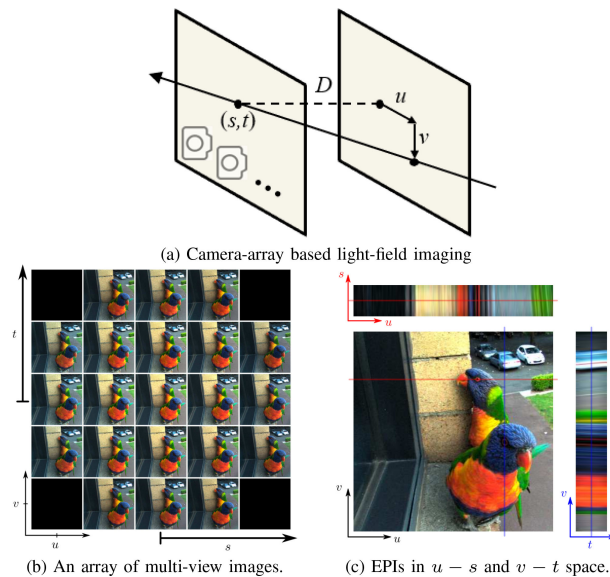 D
u
(s,t)
v
(a) Camera-array based light-field imaging
s
u
t
v
u
s
v
u
v
t
(b) An array of multi-view images.
(c) EPIs in u − s and v − t space.